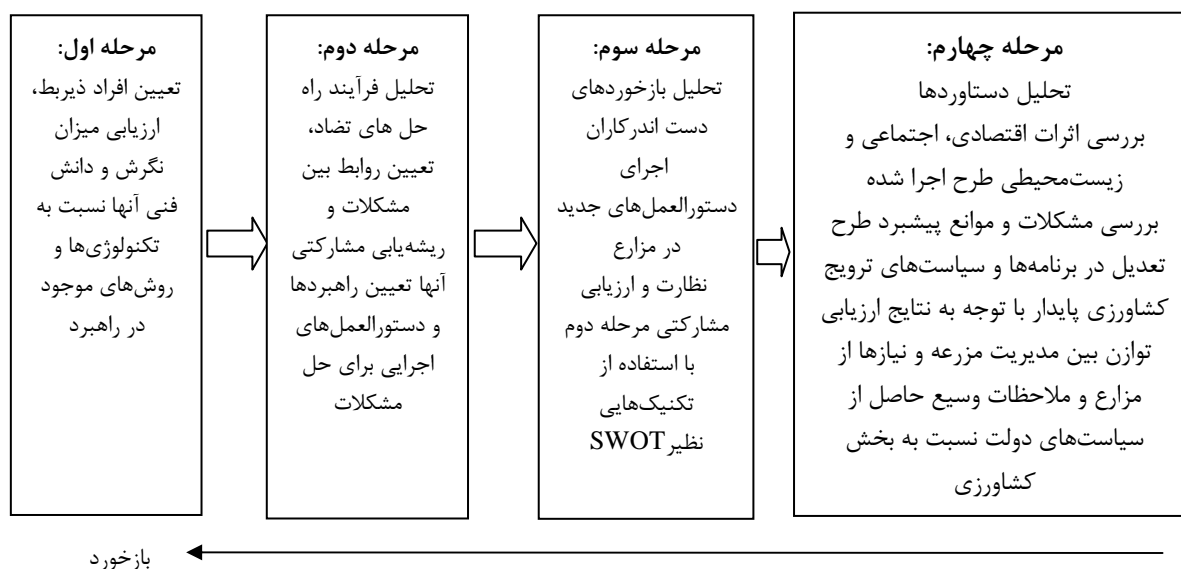 مرحله اول:
تعیین افراد ذیربط،
ارزیابی میزان
نگرش و دانش
فنی آنها نسبت به
تکنولوژی‌ها و
روش‌های موجود
در راهبرد
مرحله دوم:
تحلیل فرآیند راه
حل های تضاد،
تعیین روابط بین
مشکلات و
ریشه‌یابی مشارکتی
آنها تعیین راهبردها
و دستورالعمل‌های
اجرایی برای حل
مشکلات
مرحله سوم:
تحلیل بازخوردهای
دست اندرکاران
اجرای
دستورالعمل‌های جدید
در مزارع
نظارت و ارزیابی
مشارکتی مرحله دوم
با استفاده از
تکنیک‌هایی
نظیر SWOT
مرحله چهارم:
تحلیل دستاوردها
بررسی اثرات اقتصادی، اجتماعی و
زیست‌محیطی طرح اجرا شده
بررسی مشکلات و موانع پیشبرد طرح
تعدیل در برنامه‌ها و سیاست‌های ترویج
کشاورزی پایدار با توجه به نتایج ارزیابی
توازن بین مدیریت مزرعه و نیازها از
مزارع و ملاحظات وسیع حاصل از
سیاست‌های دولت نسبت به بخش
کشاورزی
بازخورد